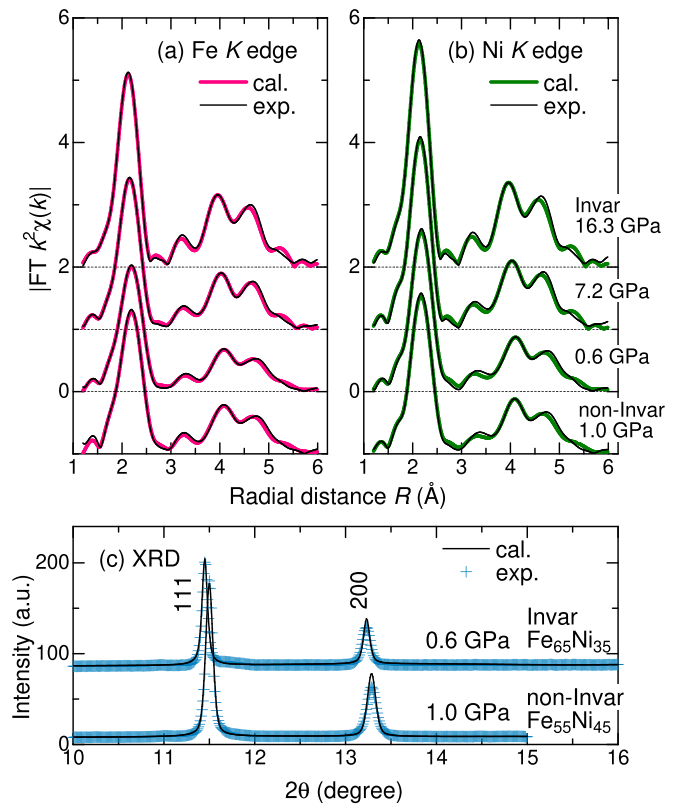 (a) Fe K edge
cal.
exp.
(b) Ni K edge
cal.
exp.
|FT k²χ(k)|
6
4
2
0
Invar
16.3 GPa
7.2 GPa
0.6 GPa
non-Invar
1.0 GPa
1 2 3 4 5 6
1 2 3 4 5 6
Radial distance R (Å)
(c) XRD
cal.
exp.
Intensity (a.u.)
200
100
0
111
200
0.6 GPa
Invar
Fe₆₅Ni₃₅
1.0 GPa
non-Invar
Fe₅₅Ni₄₅
10 11 12 13 14 15 16
2θ (degree)